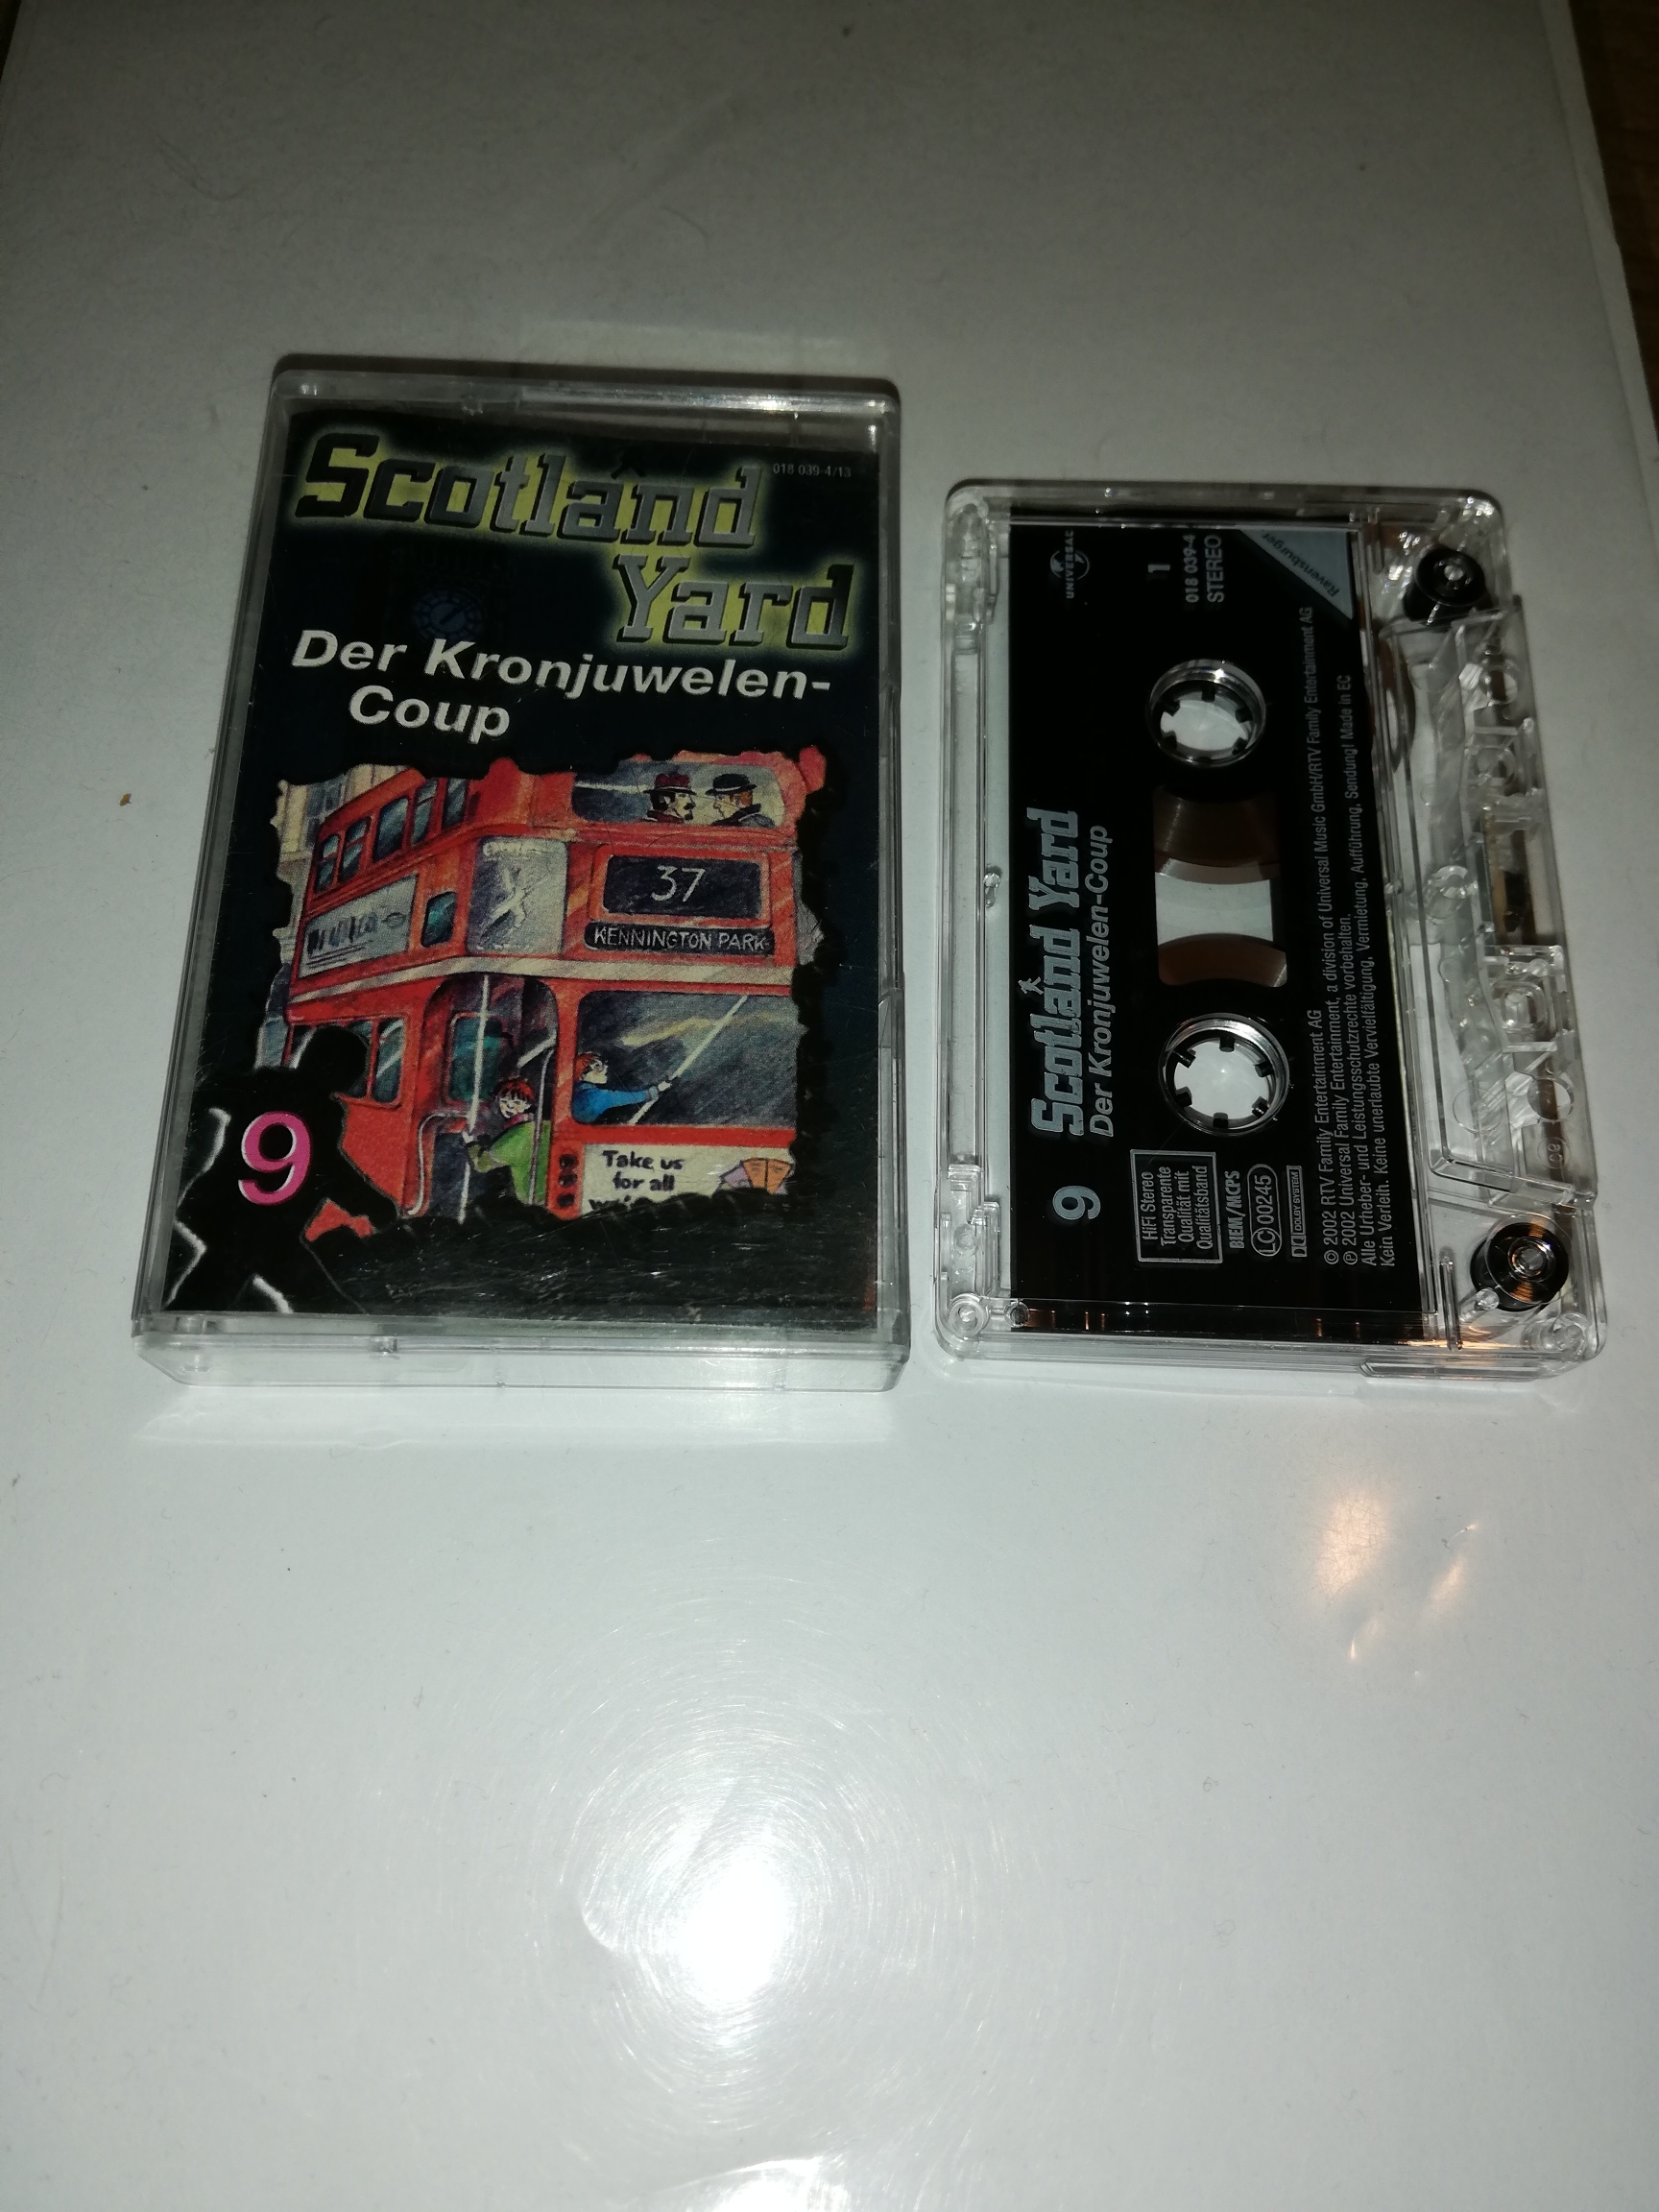 Scotland
Yard
018 039-4/13
Der Kronjuwelen-
Coup
37
KENNINGTON PARK
Take us
for all
9
UNIVERSAL
1
018 039-4
STEREO
Ravensburger
9
Scotland Yard
Der Kronjuwelen-Coup
HiFi Stereo
Transparente
Qualität mit
Qualitätsband
BIEM/MCPS
LC 00245
DOLBY SYSTEM
© 2002 RTV Family Entertainment AG
℗ 2002 Universal Family Entertainment, a division of Universal Music GmbH/RTV Family Entertainment AG
Alle Urheber- und Leistungsschutzrechte vorbehalten.
Kein Verleih. Keine unerlaubte Vervielfältigung, Vermietung, Aufführung, Sendung! Made in EC